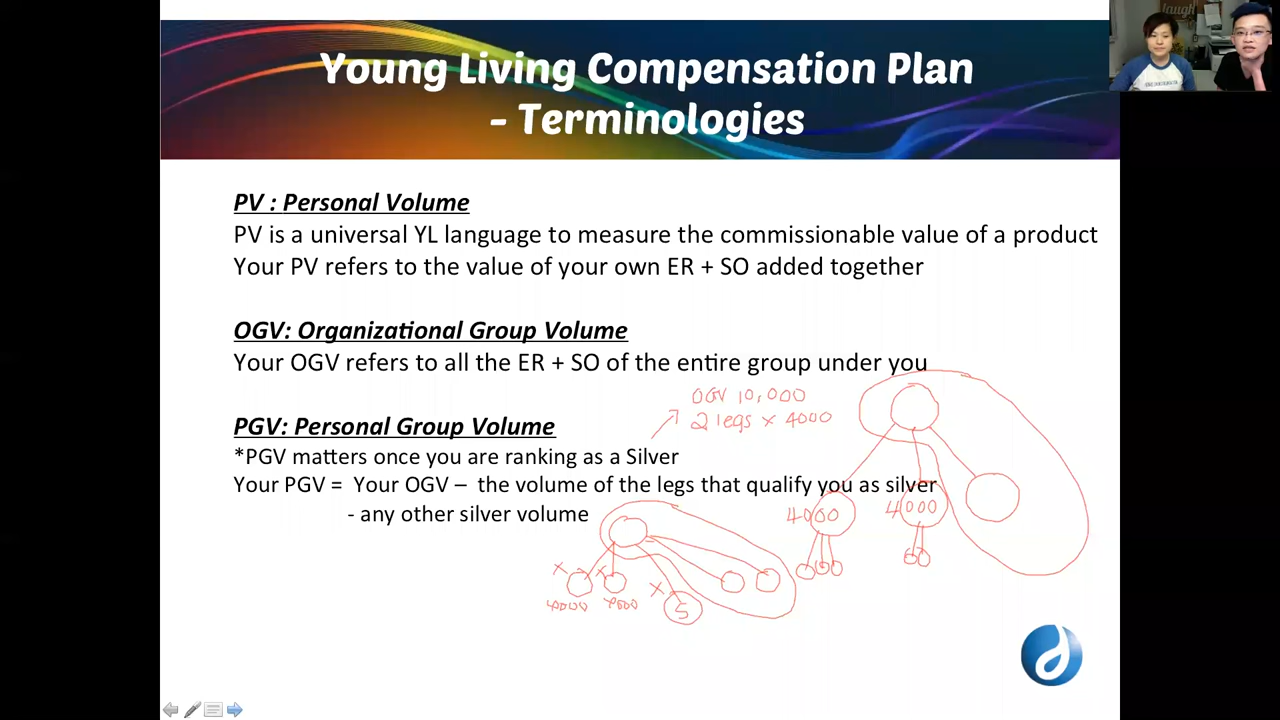 Young Living Compensation Plan
- Terminologies
laugh
PV : Personal Volume
PV is a universal YL language to measure the commissionable value of a product
Your PV refers to the value of your own ER + SO added together
OGV: Organizational Group Volume
Your OGV refers to all the ER + SO of the entire group under you
OGV 10,000
2 legs x 4000
PGV: Personal Group Volume
*PGV matters once you are ranking as a Silver
Your PGV = Your OGV – the volume of the legs that qualify you as silver
- any other silver volume
4000
4000
x
x
x
4000
4000
S